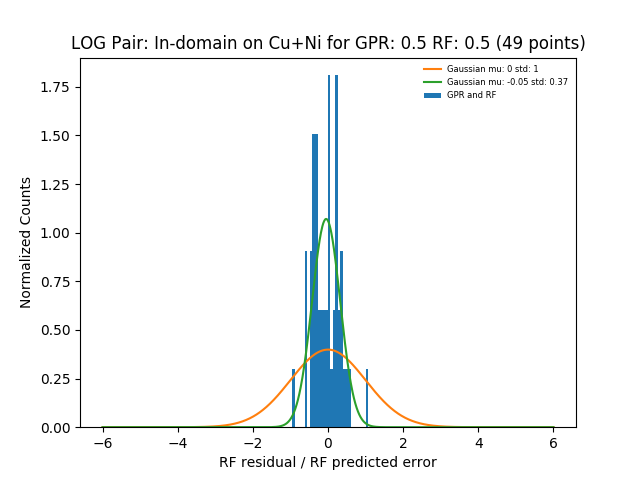 LOG Pair: In-domain on Cu+Ni for GPR: 0.5 RF: 0.5 (49 points)
Gaussian mu: 0 std: 1
Gaussian mu: -0.05 std: 0.37
GPR and RF
Normalized Counts
1.75
1.50
1.25
1.00
0.75
0.50
0.25
0.00
−6 −4 −2 0 2 4 6
RF residual / RF predicted error